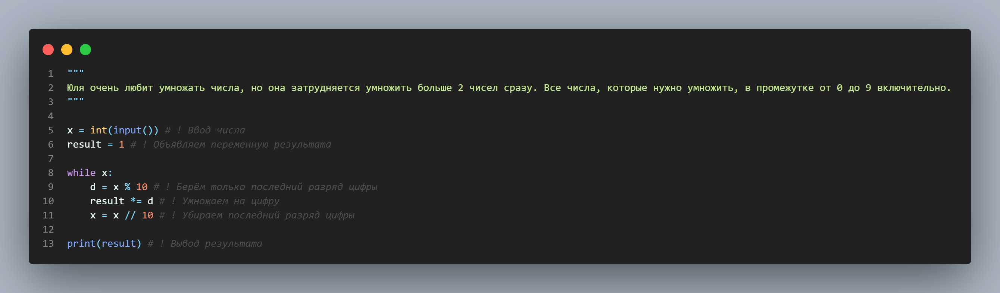 1 """
2 Юля очень любит умножать числа, но она затрудняется умножить больше 2 чисел сразу. Все числа, которые нужно умножить, в промежутке от 0 до 9 включительно.
3 """
4
5 x = int(input()) # ! Ввод числа
6 result = 1 # ! Объявляем переменную результата
7
8 while x:
9     d = x % 10 # ! Берём только последний разряд цифры
10     result *= d # ! Умножаем на цифру
11     x = x // 10 # ! Убираем последний разряд цифры
12
13 print(result) # ! Вывод результата